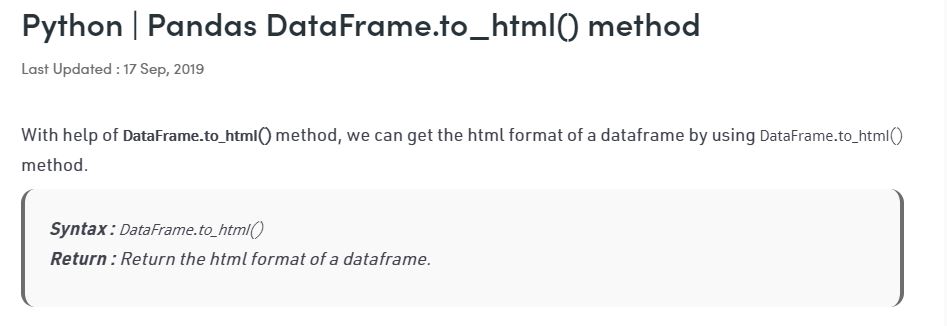 Python | Pandas DataFrame.to_html() method
Last Updated : 17 Sep, 2019
With help of DataFrame.to_html() method, we can get the html format of a dataframe by using DataFrame.to_html()
method.
Syntax : DataFrame.to_html()
Return : Return the html format of a dataframe.